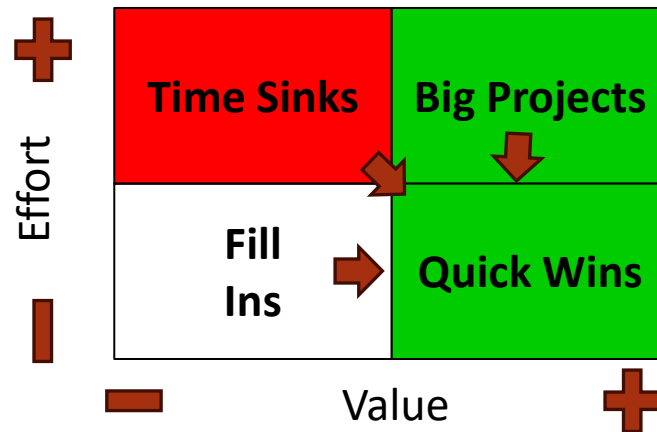 Time Sinks
Big Projects
Effort
Fill
Ins
Quick Wins
Value